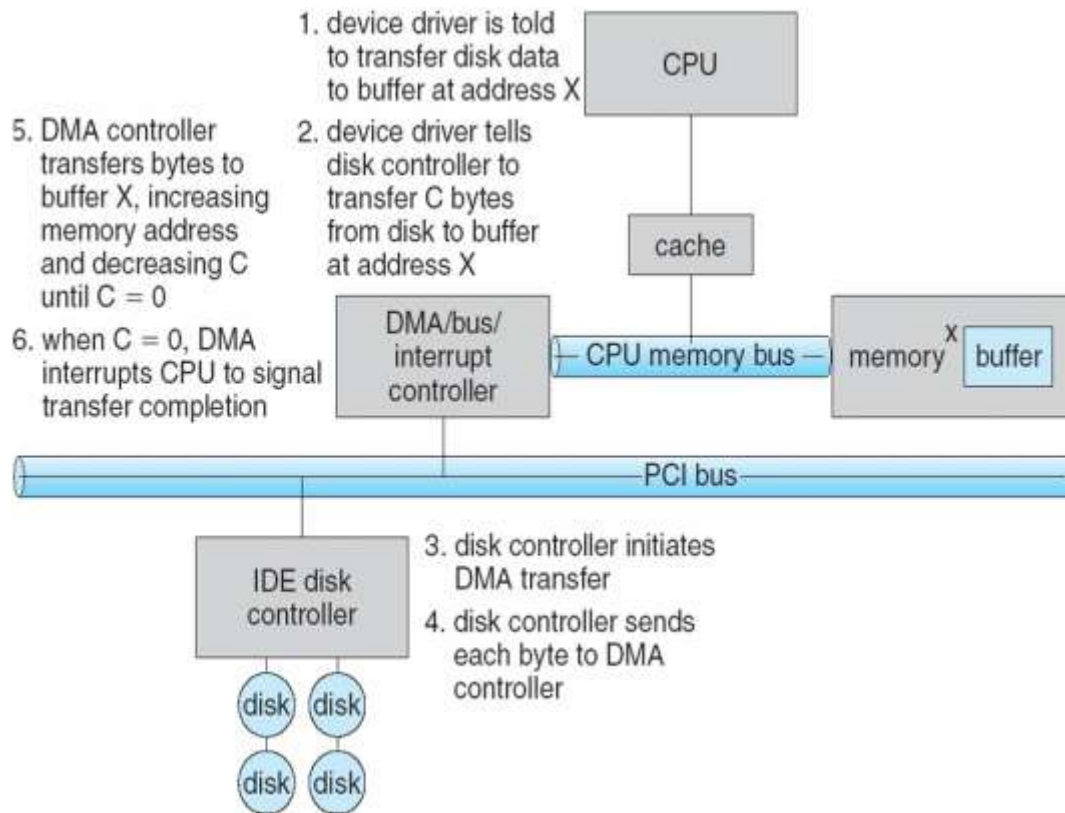 1. device driver is told
to transfer disk data
to buffer at address X
CPU
5. DMA controller
transfers bytes to
buffer X, increasing
memory address
and decreasing C
until C = 0
2. device driver tells
disk controller to
transfer C bytes
from disk to buffer
at address X
cache
6. when C = 0, DMA
interrupts CPU to signal
transfer completion
DMA/bus/
interrupt
controller
CPU memory bus
memory
X
buffer
PCI bus
IDE disk
controller
3. disk controller initiates
DMA transfer
4. disk controller sends
each byte to DMA
controller
disk
disk
disk
disk